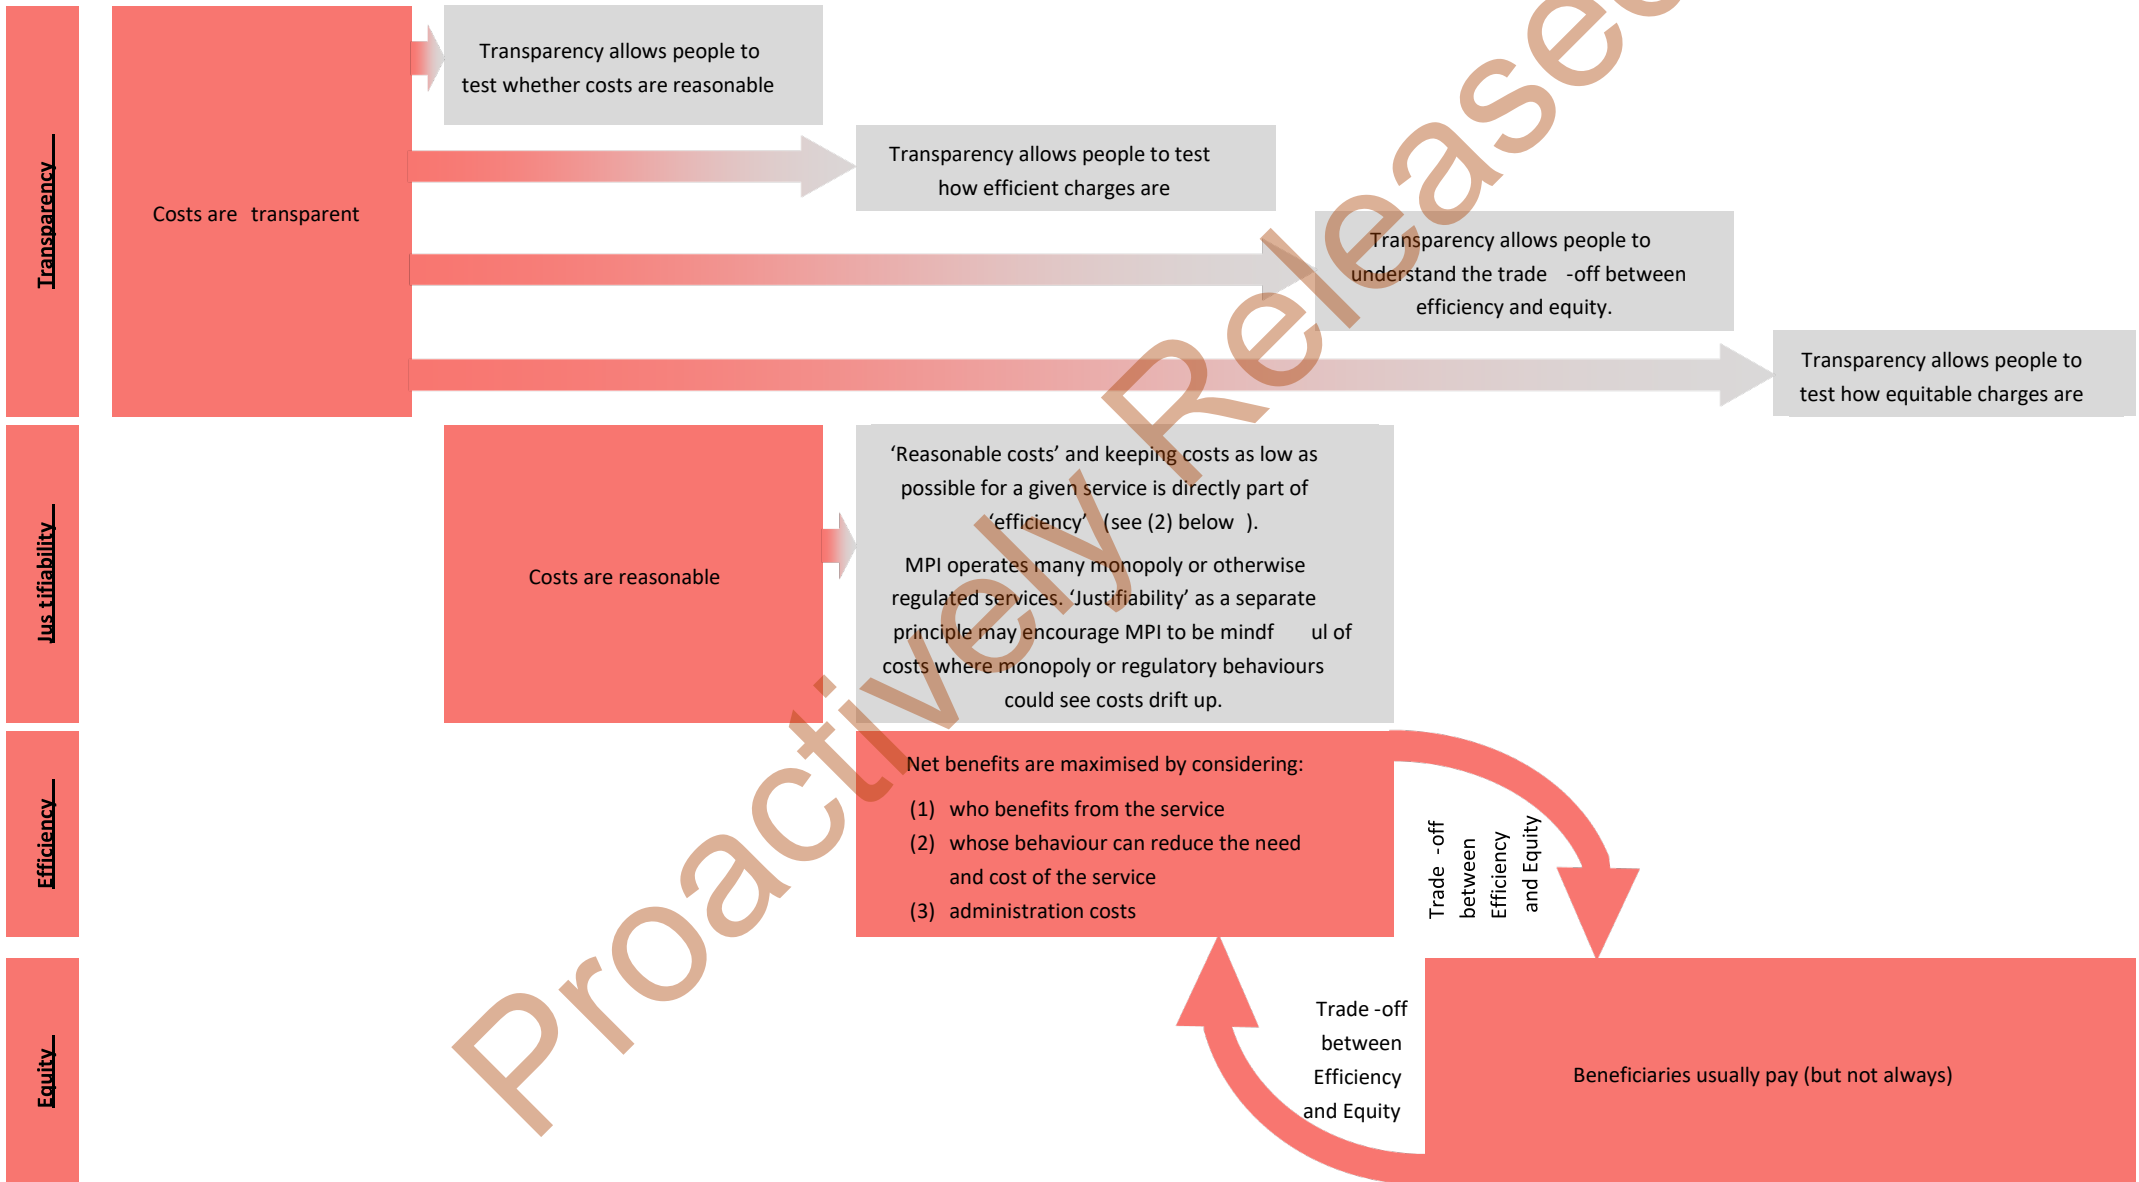 Transparency
Costs are transparent
Transparency allows people to
test whether costs are reasonable
Transparency allows people to test
how efficient charges are
Transparency allows people to
understand the trade -off between
efficiency and equity.
Transparency allows people to
test how equitable charges are
Jus tifiability
Costs are reasonable
‘Reasonable costs’ and keeping costs as low as
possible for a given service is directly part of
‘efficiency’ (see (2) below ).
MPI operates many monopoly or otherwise
regulated services. ‘Justifiability’ as a separate
principle may encourage MPI to be mindf ul of
costs where monopoly or regulatory behaviours
could see costs drift up.
Efficiency
Net benefits are maximised by considering:
(1) who benefits from the service
(2) whose behaviour can reduce the need
and cost of the service
(3) administration costs
Trade -off
between
Efficiency
and Equity
Equity
Trade -off
between
Efficiency
and Equity
Beneficiaries usually pay (but not always)
Proactively Released